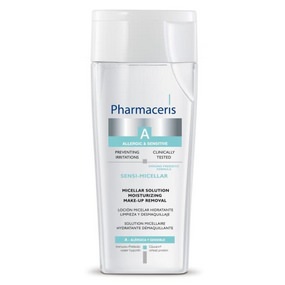 Pharmaceris
A
ALLERGIC & SENSITIVE
PREVENTING
IRRITATIONS
CLINICALLY
TESTED
SENSI-MICELLAR
MICELLAR SOLUTION
MOISTURIZING
MAKE-UP REMOVAL
LOCIÓN MICELAR HIDRATANTE
LIMPIEZA Y DESMAQUILLAJE
SOLUTION MICELLAIRE
HYDRATANTE DÉMAQUILLANTE